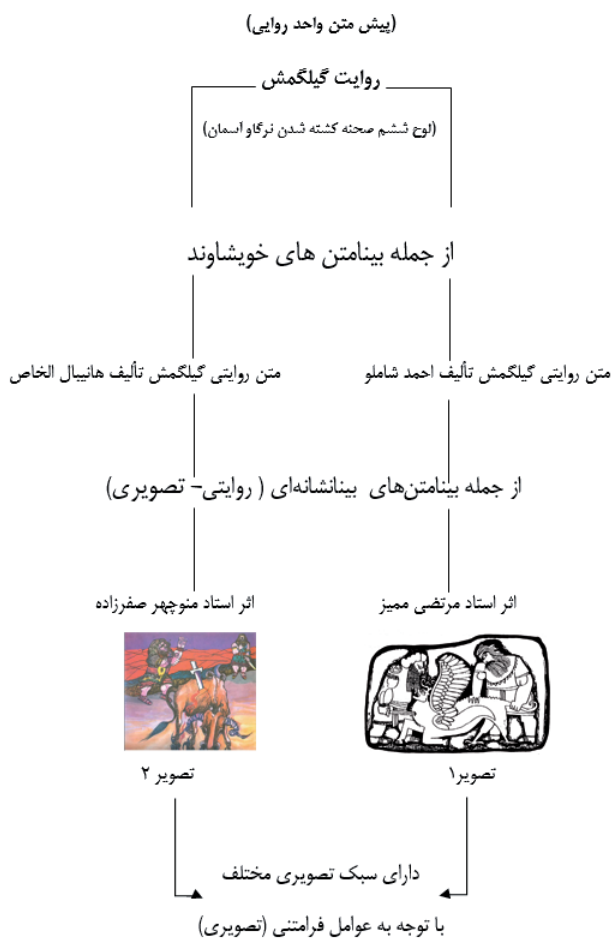 (پیش متن واحد روایی)
روایت گیلگمش
(لوح ششم صحنه کشته شدن نرگاو آسمان)
از جمله بینامتن های خویشاوند
متن روایتی گیلگمش تألیف احمد شاملو
متن روایتی گیلگمش تألیف هانیبال الخاص
از جمله بینامتن‌های بینانشانه‌ای ( روایتی- تصویری)
اثر استاد مرتضی ممیز
اثر استاد منوچهر صفرزاده
تصویر۱
تصویر ۲
دارای سبک تصویری مختلف
با توجه به عوامل فرامتنی (تصویری)